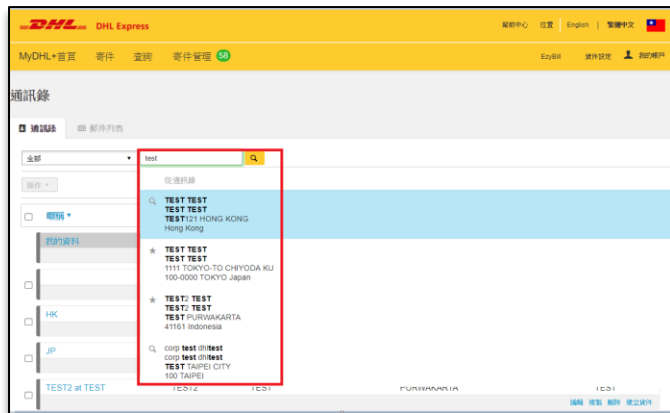 DHL DHL Express
幫助中心 位置 English | 繁體中文
MyDHL+首頁 寄件 查詢 寄件管理 58
EzyBill 貨件設定 我的帳戶
通訊錄
通訊錄 郵件列表
全部 test
操作
從通訊錄
TEST TEST
TEST TEST
TEST121 HONG KONG
Hong Kong
暱稱
我的資料
TEST TEST
TEST TEST
1111 TOKYO-TO CHIYODA KU
100-0000 TOKYO Japan
TEST2 TEST
TEST2 TEST
TEST PURWAKARTA
41161 Indonesia
HK
corp test dhltest
corp test dhltest
TEST TAIPEI CITY
100 TAIPEI
JP
TEST2 at TEST TEST2 TEST PURWAKARTA TEST
編輯 複製 刪除 建立貨件